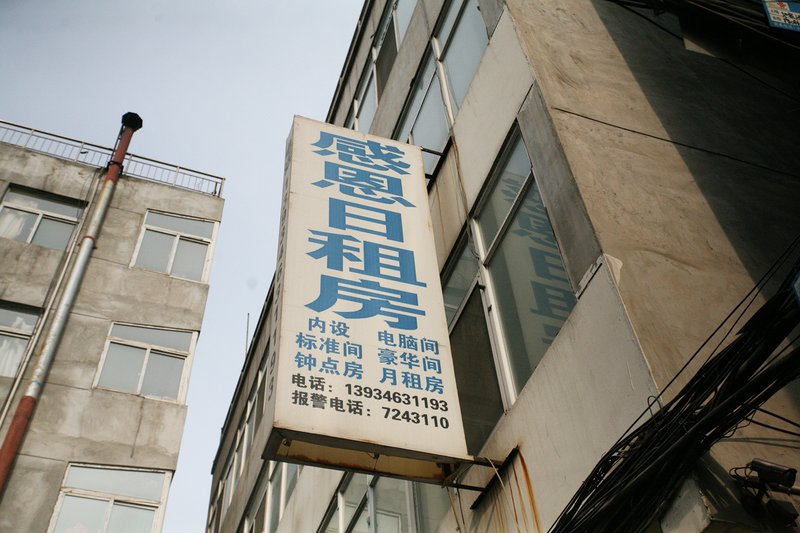 感恩日租房
内设 电脑间
标准间 豪华间
钟点房 月租房
电话：13934631193
报警电话：7243110